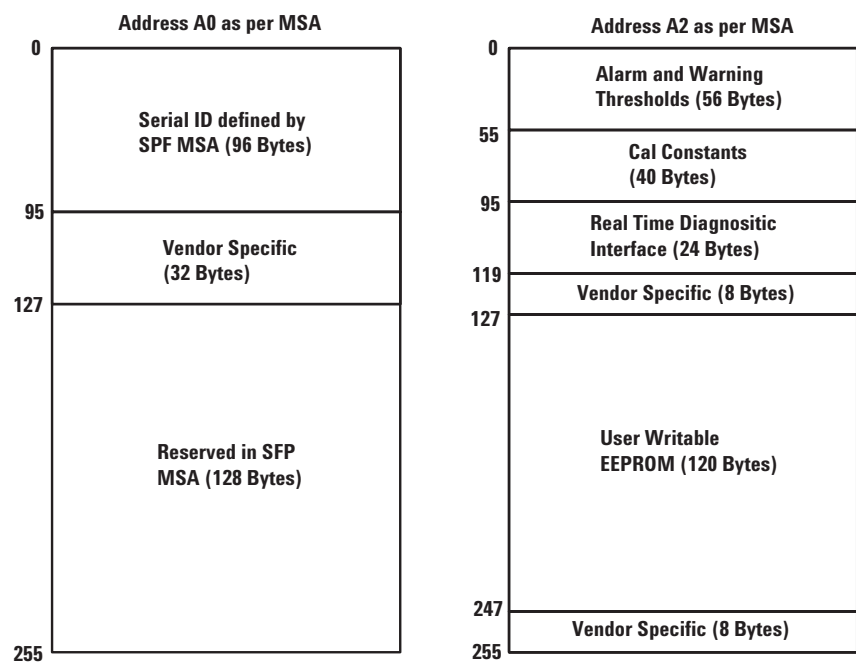 Address A0 as per MSA
0
Serial ID defined by
SPF MSA (96 Bytes)
95
Vendor Specific
(32 Bytes)
127
Reserved in SFP
MSA (128 Bytes)
255
Address A2 as per MSA
0
Alarm and Warning
Thresholds (56 Bytes)
55
Cal Constants
(40 Bytes)
95
Real Time Diagnositic
Interface (24 Bytes)
119
Vendor Specific (8 Bytes)
127
User Writable
EEPROM (120 Bytes)
247
Vendor Specific (8 Bytes)
255